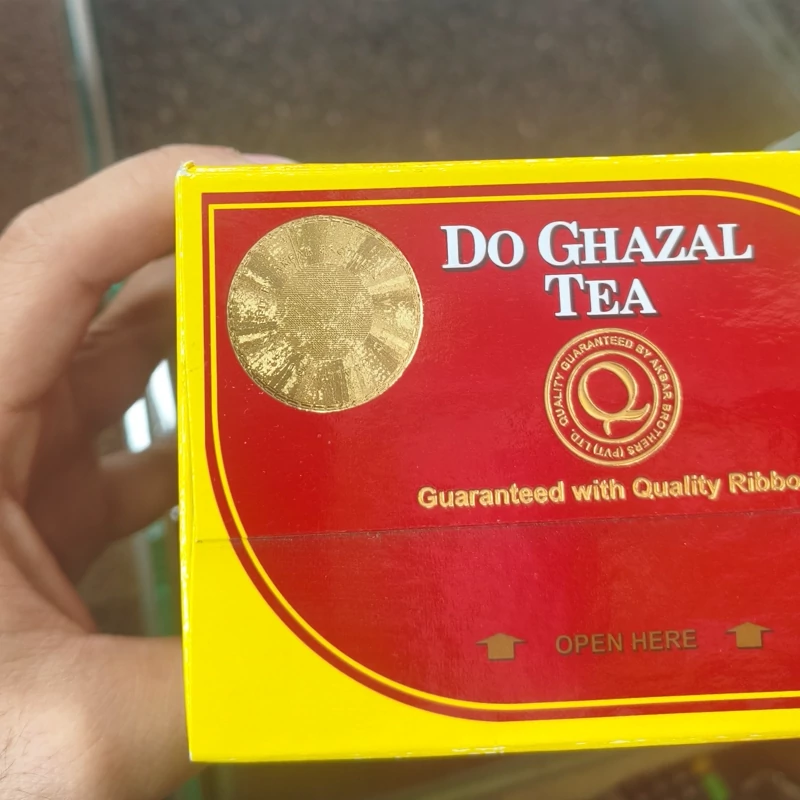 DO GHAZAL
TEA
QUALITY GUARANTEED BY AKBAR BROTHERS (PVT) LTD.
Q
Guaranteed with Quality Ribbo
OPEN HERE